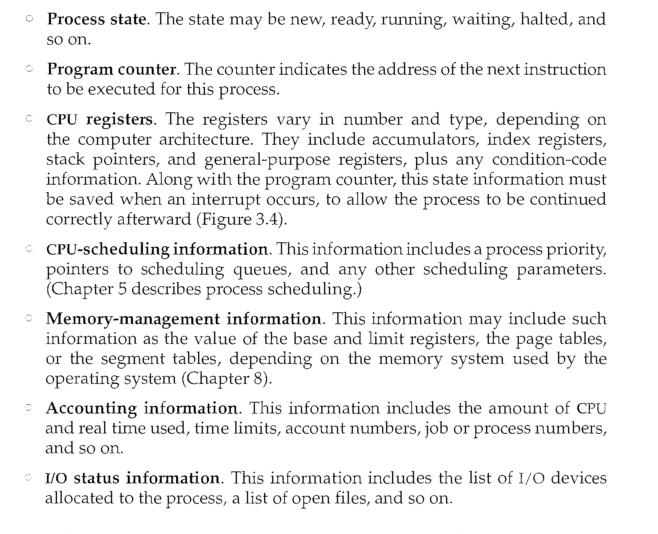 Process state. The state may be new, ready, running, waiting, halted, and
so on.
Program counter. The counter indicates the address of the next instruction
to be executed for this process.
CPU registers. The registers vary in number and type, depending on
the computer architecture. They include accumulators, index registers,
stack pointers, and general-purpose registers, plus any condition-code
information. Along with the program counter, this state information must
be saved when an interrupt occurs, to allow the process to be continued
correctly afterward (Figure 3.4).
CPU-scheduling information. This information includes a process priority,
pointers to scheduling queues, and any other scheduling parameters.
(Chapter 5 describes process scheduling.)
Memory-management information. This information may include such
information as the value of the base and limit registers, the page tables,
or the segment tables, depending on the memory system used by the
operating system (Chapter 8).
Accounting information. This information includes the amount of CPU
and real time used, time limits, account numbers, job or process numbers,
and so on.
I/O status information. This information includes the list of I/O devices
allocated to the process, a list of open files, and so on.